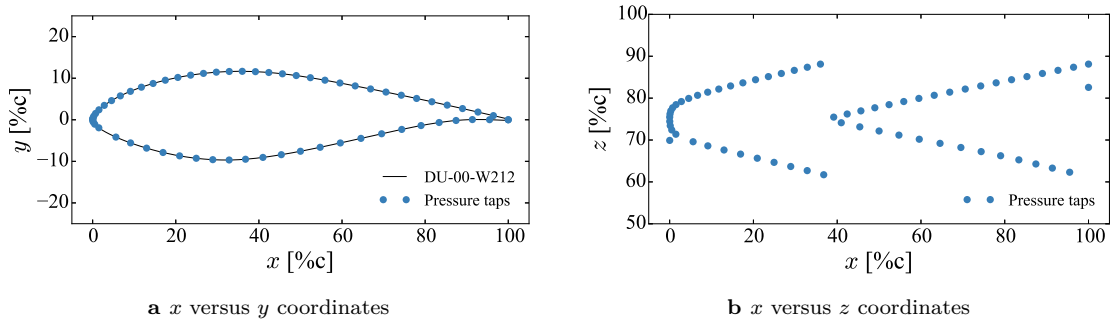 20
10
0
−10
−20
y [%c]
DU-00-W212
Pressure taps
0 20 40 60 80 100
x [%c]
a x versus y coordinates
100
90
80
70
60
50
z [%c]
Pressure taps
0 20 40 60 80 100
x [%c]
b x versus z coordinates